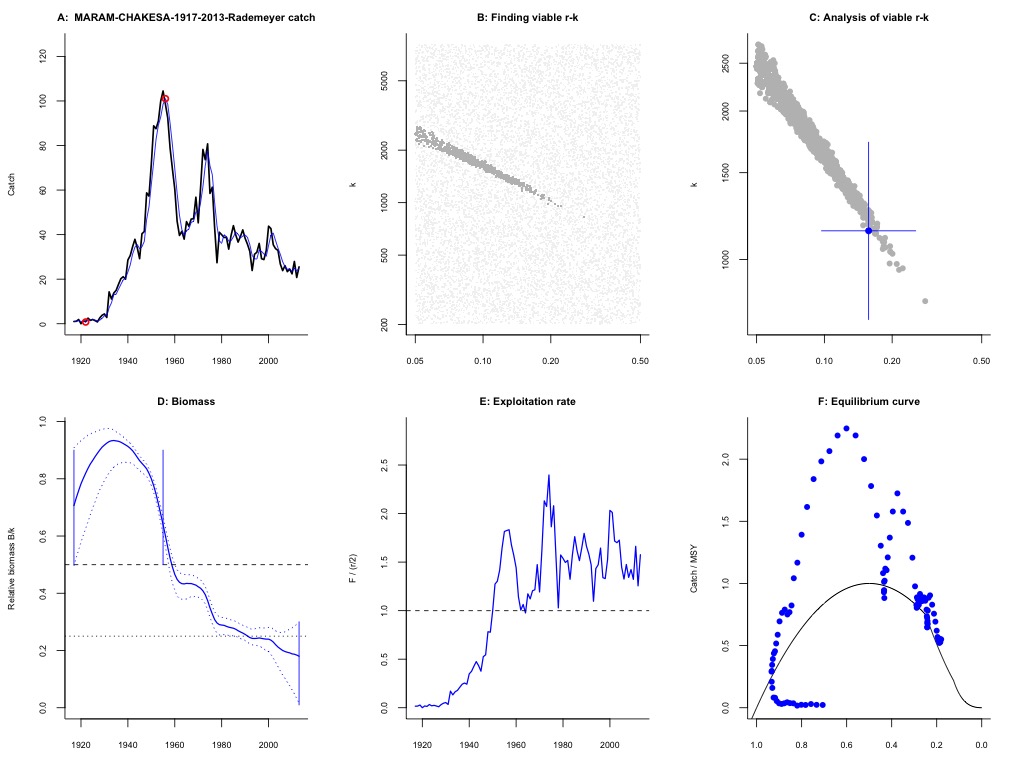 A: MARAM-CHAKESA-1917-2013-Rademeyer catch
Catch
0 20 40 60 80 100 120
1920 1940 1960 1980 2000
B: Finding viable r-k
k
200 500 1000 2000 5000
0.05 0.10 0.20 0.50
C: Analysis of viable r-k
k
1000 1500 2000 2500
0.05 0.10 0.20 0.50
D: Biomass
Relative biomass B/k
0.0 0.2 0.4 0.6 0.8 1.0
1920 1940 1960 1980 2000
E: Exploitation rate
F / (r/2)
0.0 0.5 1.0 1.5 2.0 2.5
1920 1940 1960 1980 2000
F: Equilibrium curve
Catch / MSY
0.0 0.5 1.0 1.5 2.0
1.0 0.8 0.6 0.4 0.2 0.0